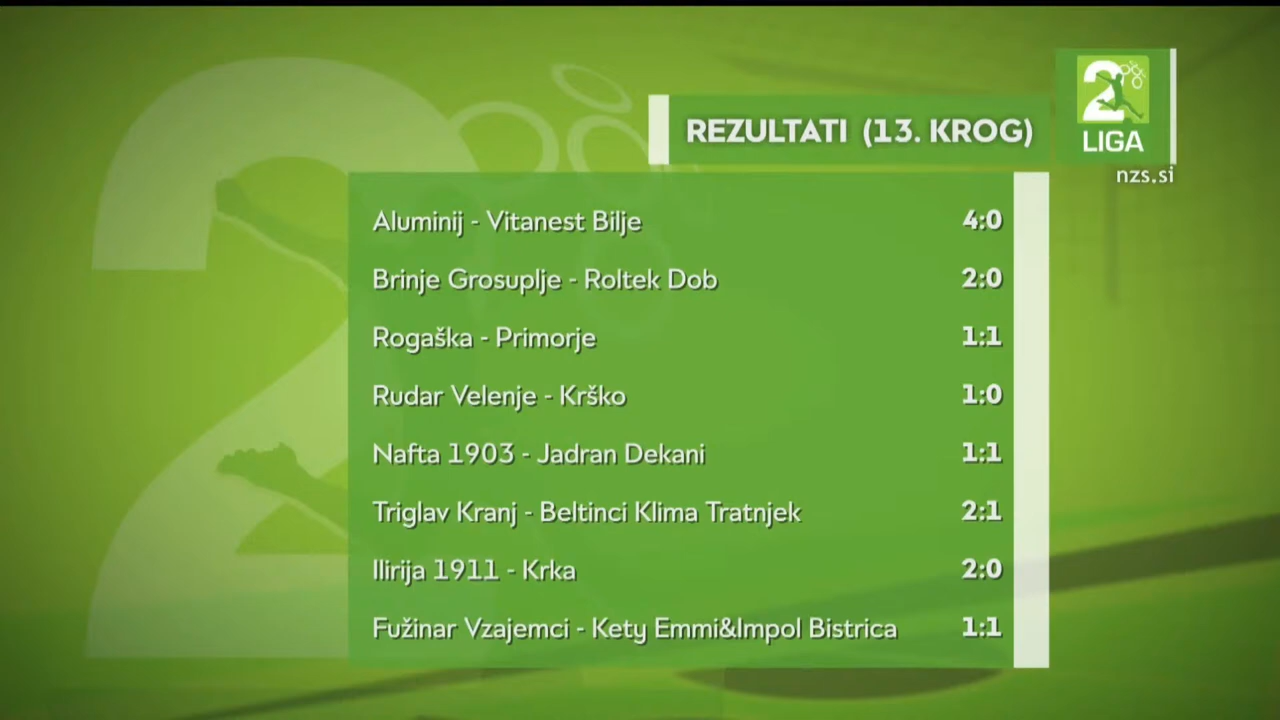 REZULTATI (13. KROG)
2
LIGA
nzs.si
Aluminij - Vitanest Bilje 4:0
Brinje Grosuplje - Roltek Dob 2:0
Rogaška - Primorje 1:1
Rudar Velenje - Krško 1:0
Nafta 1903 - Jadran Dekani 1:1
Triglav Kranj - Beltinci Klima Tratnjek 2:1
Ilirija 1911 - Krka 2:0
Fužinar Vzajemci - Kety Emmi&Impol Bistrica 1:1